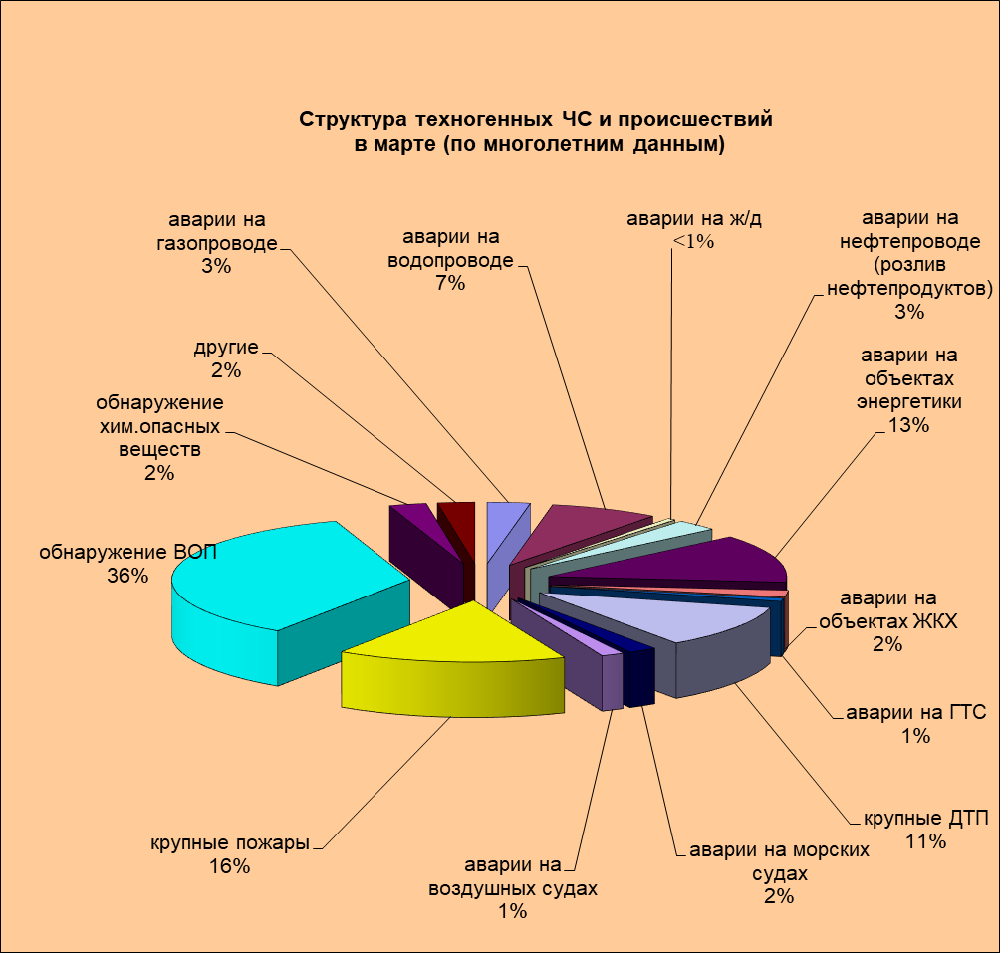 Структура техногенных ЧС и происшествий
в марте (по многолетним данным)
аварии на
газопроводе
3%
аварии на
водопроводе
7%
аварии на ж/д
<1%
аварии на
нефтепроводе
(розлив
нефтепродуктов)
3%
другие
2%
аварии на
объектах
энергетики
13%
обнаружение
хим.опасных
веществ
2%
обнаружение ВОП
36%
аварии на
объектах ЖКХ
2%
аварии на ГТС
1%
крупные ДТП
11%
крупные пожары
16%
аварии на
воздушных судах
1%
аварии на морских
судах
2%